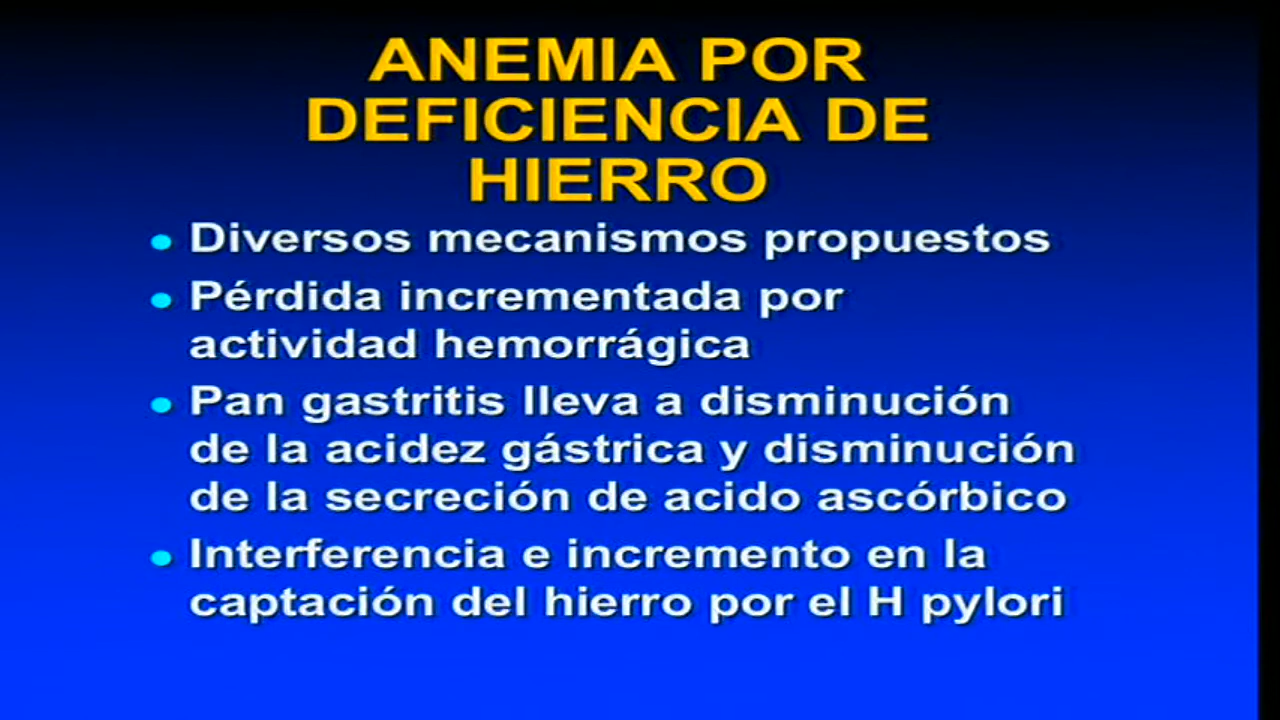 ANEMIA POR
DEFICIENCIA DE
HIERRO
Diversos mecanismos propuestos
Pérdida incrementada por
actividad hemorrágica
Pan gastritis lleva a disminución
de la acidez gástrica y disminución
de la secreción de acido ascórbico
Interferencia e incremento en la
captación del hierro por el H pylori